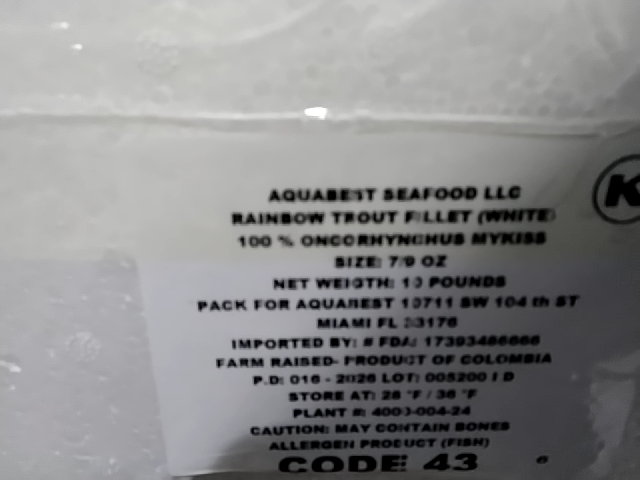 AQUABEST SEAFOOD LLC
K
RAINBOW TROUT FILLET (WHITE)
100 % ONCORHYNCHUS MYKISS
SIZE: 7/9 OZ
NET WEIGTH: 10 POUNDS
PACK FOR AQUABEST 10711 SW 104 th ST
MIAMI FL 33176
IMPORTED BY: # FDA:
FARM RAISED- PRODUCT OF COLOMBIA
P.D: 016 - 2026 LOT:
STORE AT: 28 °F / 36 °F
PLANT #: 4003-004-24
CAUTION: MAY CONTAIN BONES
ALLERGEN PRODUCT (FISH)
CODE 43 6